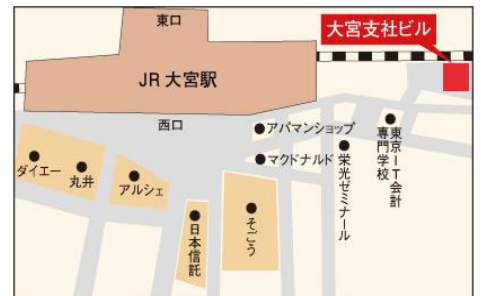 東口
大宮支社ビル
JR 大宮駅
西口
アパマンショップ
マクドナルド
栄光ゼミナール
東京IT会計
専門学校
ダイエー
丸井
アルシェ
日本信託
そごう